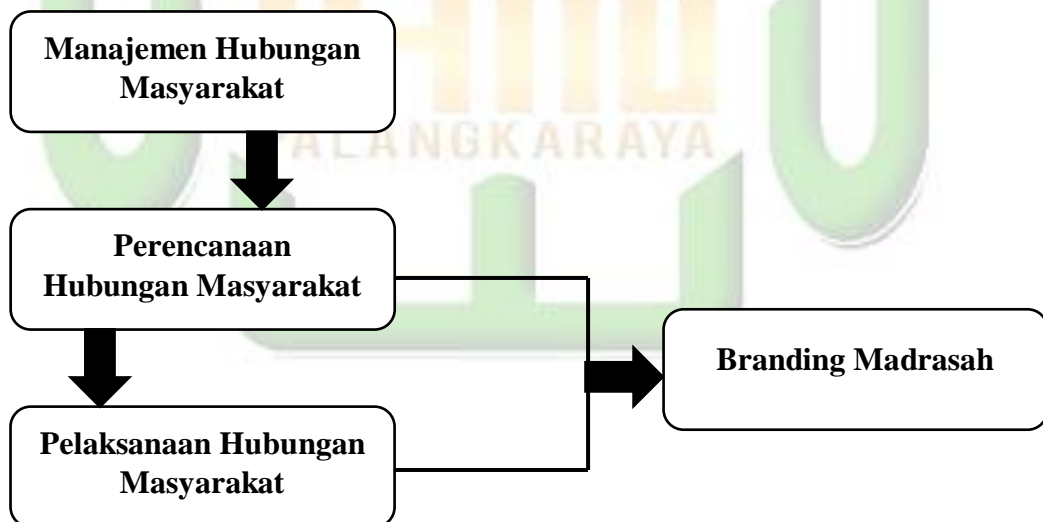 Manajemen Hubungan
Masyarakat
PALANGKARAYA
Perencanaan
Hubungan Masyarakat
Branding Madrasah
Pelaksanaan Hubungan
Masyarakat